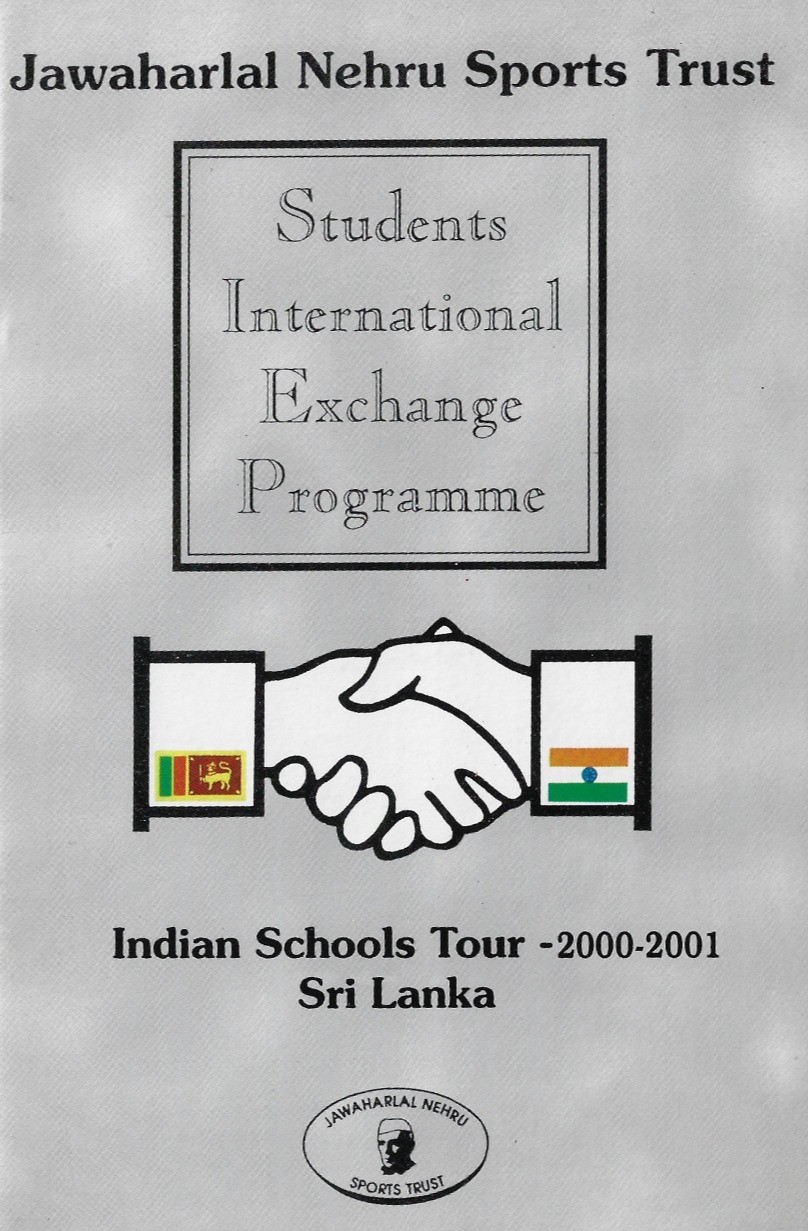 Jawaharlal Nehru Sports Trust
Students
International
Exchange
Programme
Indian Schools Tour -2000-2001
Sri Lanka
JAWAHARLAL NEHRU
SPORTS TRUST